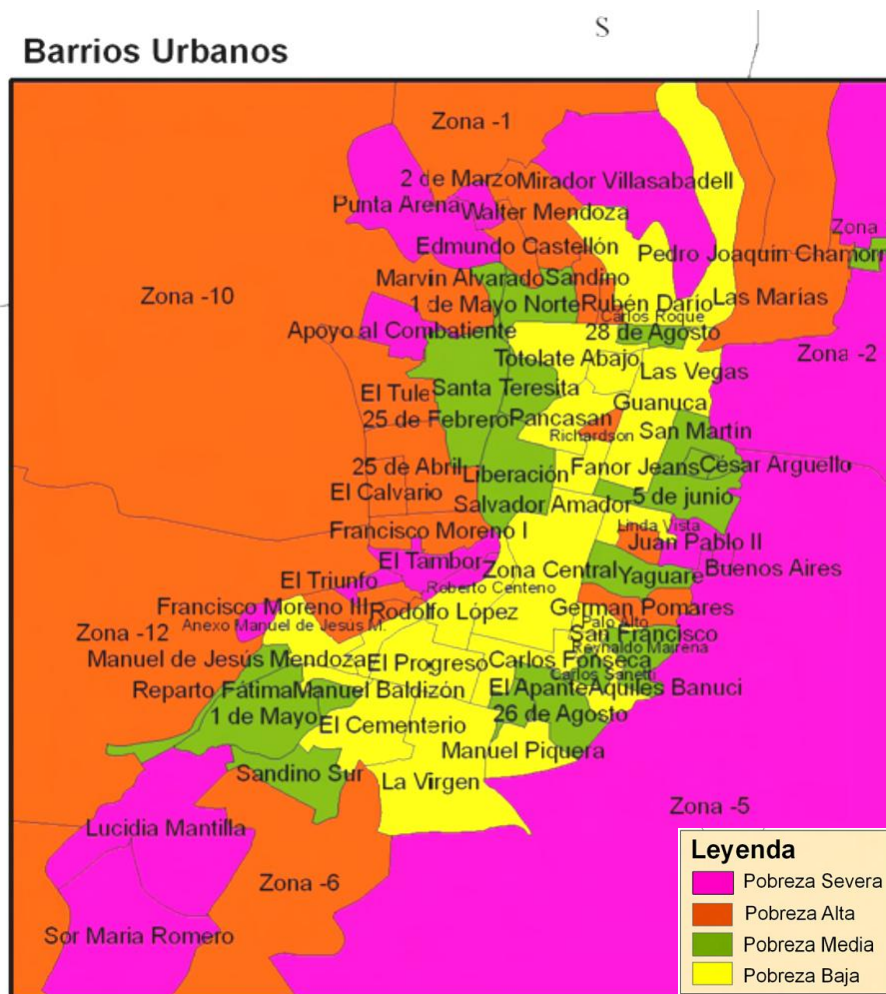 S
Barrios Urbanos
Zona -1
2 de Marzo
Mirador Villasabadell
Punta Arena
Walter Mendoza
Zona
Edmundo Castellón
Pedro Joaquin Chamorr
Marvin Alvarado
Sandino
Zona -10
1 de Mayo Norte
Rubén Darío
Las Marías
Carlos Roque
Apoyo al Combatiente
28 de Agosto
Totolate Abajo
Zona -2
Las Vegas
El Tule
Santa Teresita
Guanuca
25 de Febrero
Pancasan
Richardson
San Martin
25 de Abril
Liberación
Fanor Jeans
César Arguello
El Calvario
Salvador Amador
5 de junio
Francisco Moreno I
Linda Vista
Juan Pablo II
El Tambor
Zona Central
Yaguare
Buenos Aires
El Triunfo
Roberto Centeno
Francisco Moreno III
Rodolfo López
German Pomares
Anexo Manuel de Jesús M.
Palo Alto
Zona -12
San Francisco
Reynaldo Mairena
Manuel de Jesús Mendoza
El Progreso
Carlos Fonseca
Carlos Sanetti
Reparto Fátima
Manuel Baldizón
El Apante
Aquiles Banuci
1 de Mayo
El Cementerio
26 de Agosto
Manuel Piquera
Sandino Sur
La Virgen
Zona -5
Lucidia Mantilla
Zona -6
Sor Maria Romero
Leyenda
Pobreza Severa
Pobreza Alta
Pobreza Media
Pobreza Baja